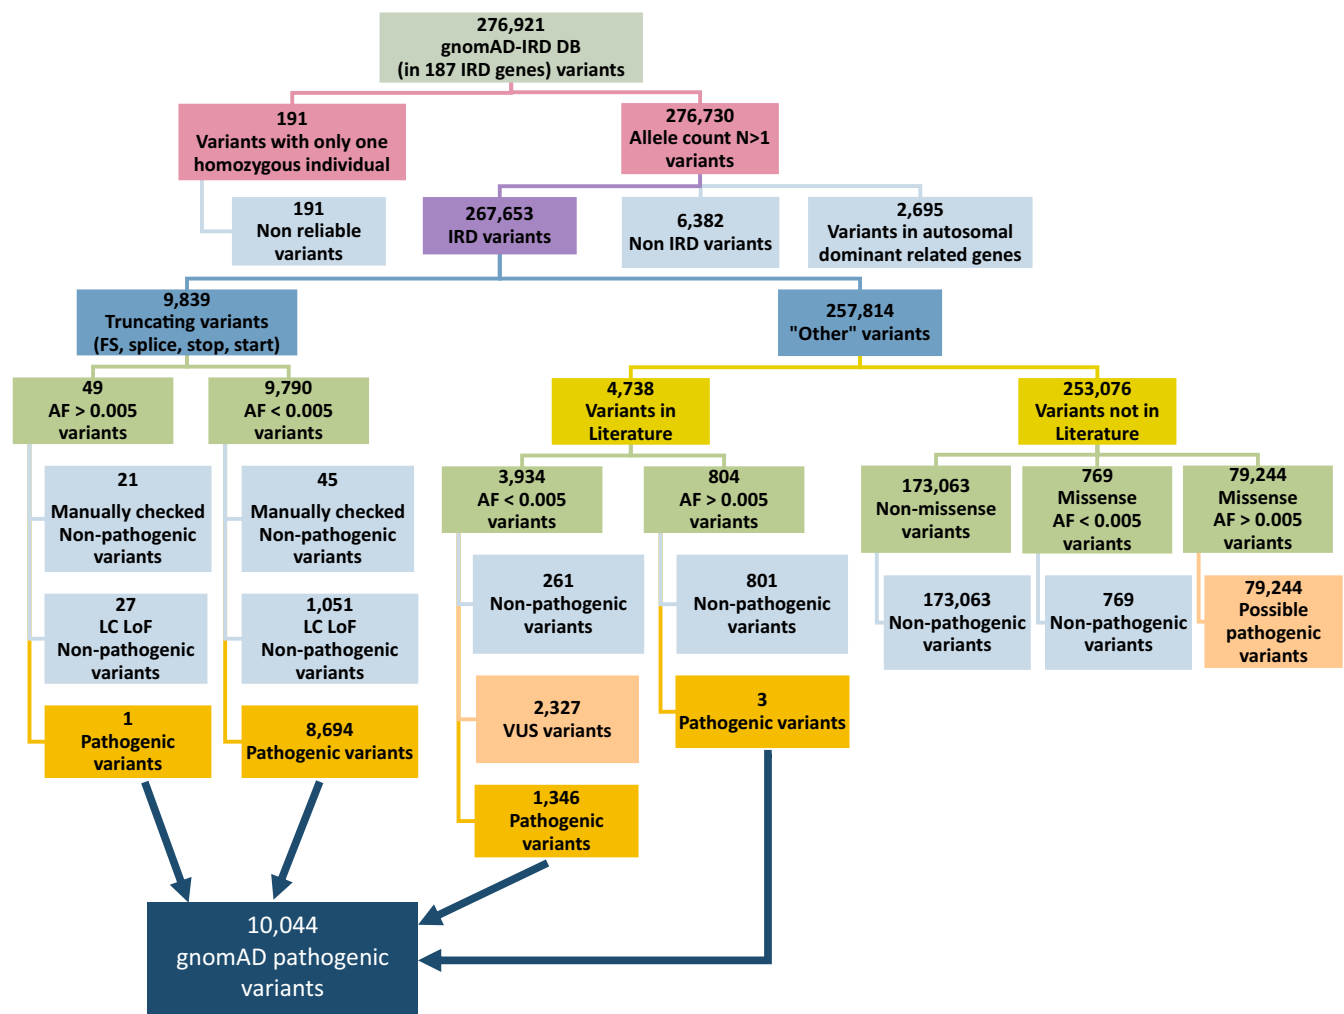 276,921
gnomAD-IRD DB
(in 187 IRD genes) variants
191
Variants with only one
homozygous individual
276,730
Allele count N>1
variants
191
Non reliable
variants
267,653
IRD variants
6,382
Non IRD variants
2,695
Variants in autosomal
dominant related genes
9,839
Truncating variants
(FS, splice, stop, start)
257,814
"Other" variants
49
AF > 0.005
variants
9,790
AF < 0.005
variants
4,738
Variants in
Literature
253,076
Variants not in
Literature
21
Manually checked
Non-pathogenic
variants
45
Manually checked
Non-pathogenic
variants
3,934
AF < 0.005
variants
804
AF > 0.005
variants
173,063
Non-missense
variants
769
Missense
AF < 0.005
variants
79,244
Missense
AF > 0.005
variants
27
LC LoF
Non-pathogenic
variants
1,051
LC LoF
Non-pathogenic
variants
261
Non-pathogenic
variants
801
Non-pathogenic
variants
173,063
Non-pathogenic
variants
769
Non-pathogenic
variants
79,244
Possible
pathogenic
variants
1
Pathogenic
variants
8,694
Pathogenic variants
2,327
VUS variants
3
Pathogenic variants
1,346
Pathogenic
variants
10,044
gnomAD pathogenic
variants